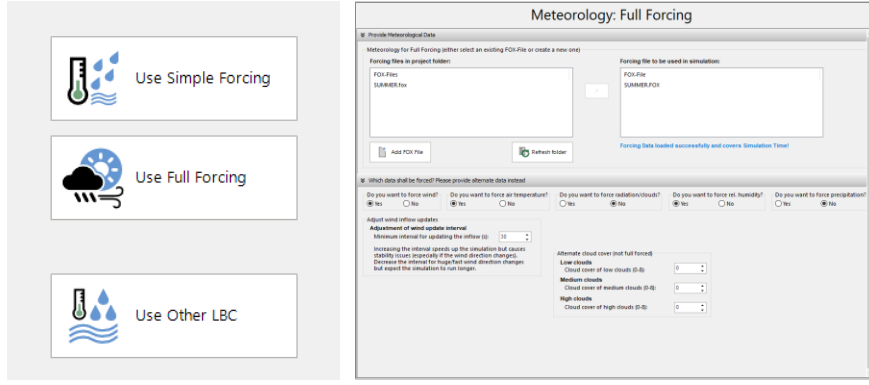 Use Simple Forcing
Use Full Forcing
Use Other LBC
Meteorology: Full Forcing
Provide Meteorological Data
Meteorology for Full Forcing (either select an existing FOX-File or create a new one)
Forcing files in project folder:
FOX-Files
SUMMER.fox
Add FOX File
Refresh folder
Forcing file to be used in simulation:
FOX-File
SUMMER.FOX
Forcing Data loaded successfully and covers Simulation Time!
Which data shall be forced? Please provide alternate data instead
Do you want to force wind?
Yes No
Do you want to force air temperature?
Yes No
Do you want to force radiation/clouds?
Yes No
Do you want to force rel. humidity?
Yes No
Do you want to force precipitation?
Yes No
Adjust wind inflow updates
Adjustment of wind update interval
Minimum interval for updating the inflow (s): 30
Increasing the interval speeds up the simulation but causes
stability issues (especially if the wind direction changes).
Decrease the interval for huge/fast wind direction changes
but expect the simulation to run longer.
Alternate cloud cover (not full forced)
Low clouds
Cloud cover of low clouds (0-8): 0
Medium clouds
Cloud cover of medium clouds (0-8): 0
High clouds
Cloud cover of high clouds (0-8): 0